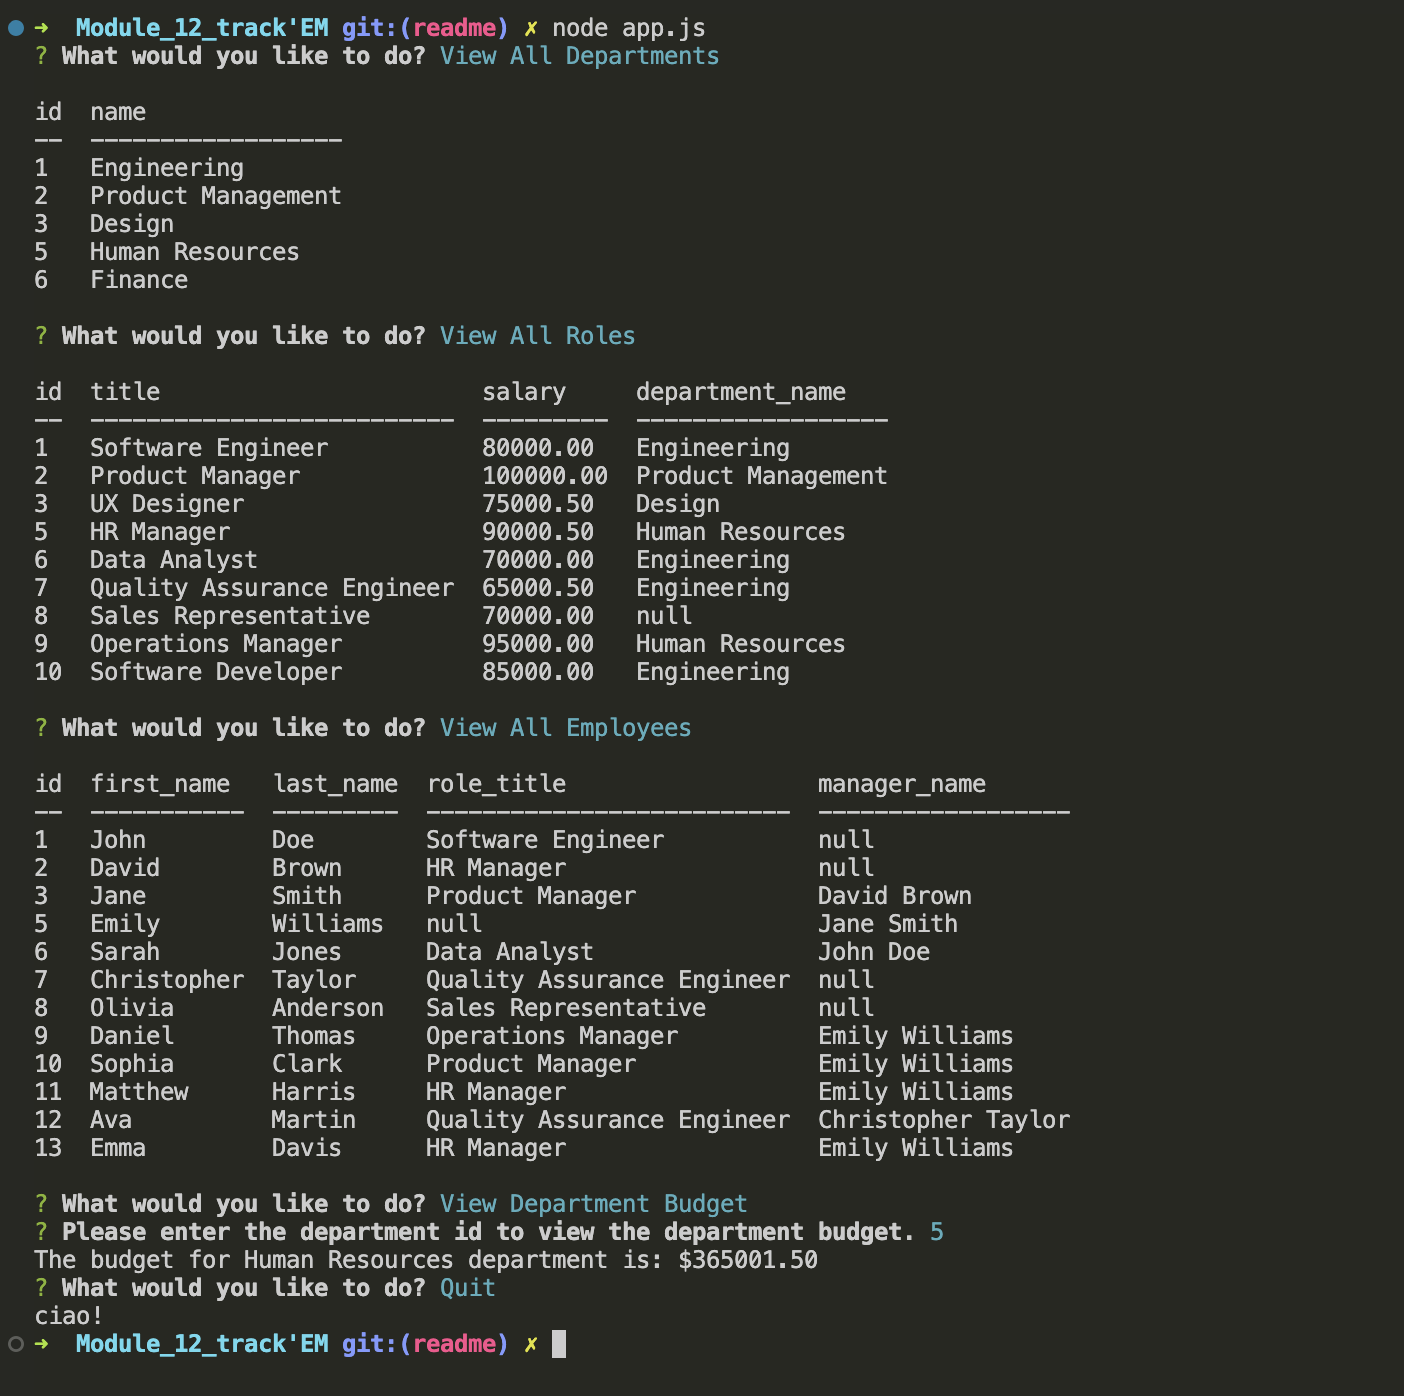 ➜  Module_12_track'EM git:(readme) ✗ node app.js
? What would you like to do? View All Departments
id  name
--  ------------------
1   Engineering
2   Product Management
3   Design
5   Human Resources
6   Finance
? What would you like to do? View All Roles
id  title                       salary     department_name
--  --------------------------  ---------  ------------------
1   Software Engineer           80000.00   Engineering
2   Product Manager             100000.00  Product Management
3   UX Designer                 75000.50   Design
5   HR Manager                  90000.50   Human Resources
6   Data Analyst                70000.00   Engineering
7   Quality Assurance Engineer  65000.50   Engineering
8   Sales Representative        70000.00   null
9   Operations Manager          95000.00   Human Resources
10  Software Developer          85000.00   Engineering
? What would you like to do? View All Employees
id  first_name   last_name  role_title                  manager_name
--  -----------  ---------  --------------------------  ------------------
1   John         Doe        Software Engineer           null
2   David        Brown      HR Manager                  null
3   Jane         Smith      Product Manager             David Brown
5   Emily        Williams   null                        Jane Smith
6   Sarah        Jones      Data Analyst                John Doe
7   Christopher  Taylor     Quality Assurance Engineer  null
8   Olivia       Anderson   Sales Representative        null
9   Daniel       Thomas     Operations Manager          Emily Williams
10  Sophia       Clark      Product Manager             Emily Williams
11  Matthew      Harris     HR Manager                  Emily Williams
12  Ava          Martin     Quality Assurance Engineer  Christopher Taylor
13  Emma         Davis      HR Manager                  Emily Williams
? What would you like to do? View Department Budget
? Please enter the department id to view the department budget. 5
The budget for Human Resources department is: $365001.50
? What would you like to do? Quit
ciao!
➜  Module_12_track'EM git:(readme) ✗